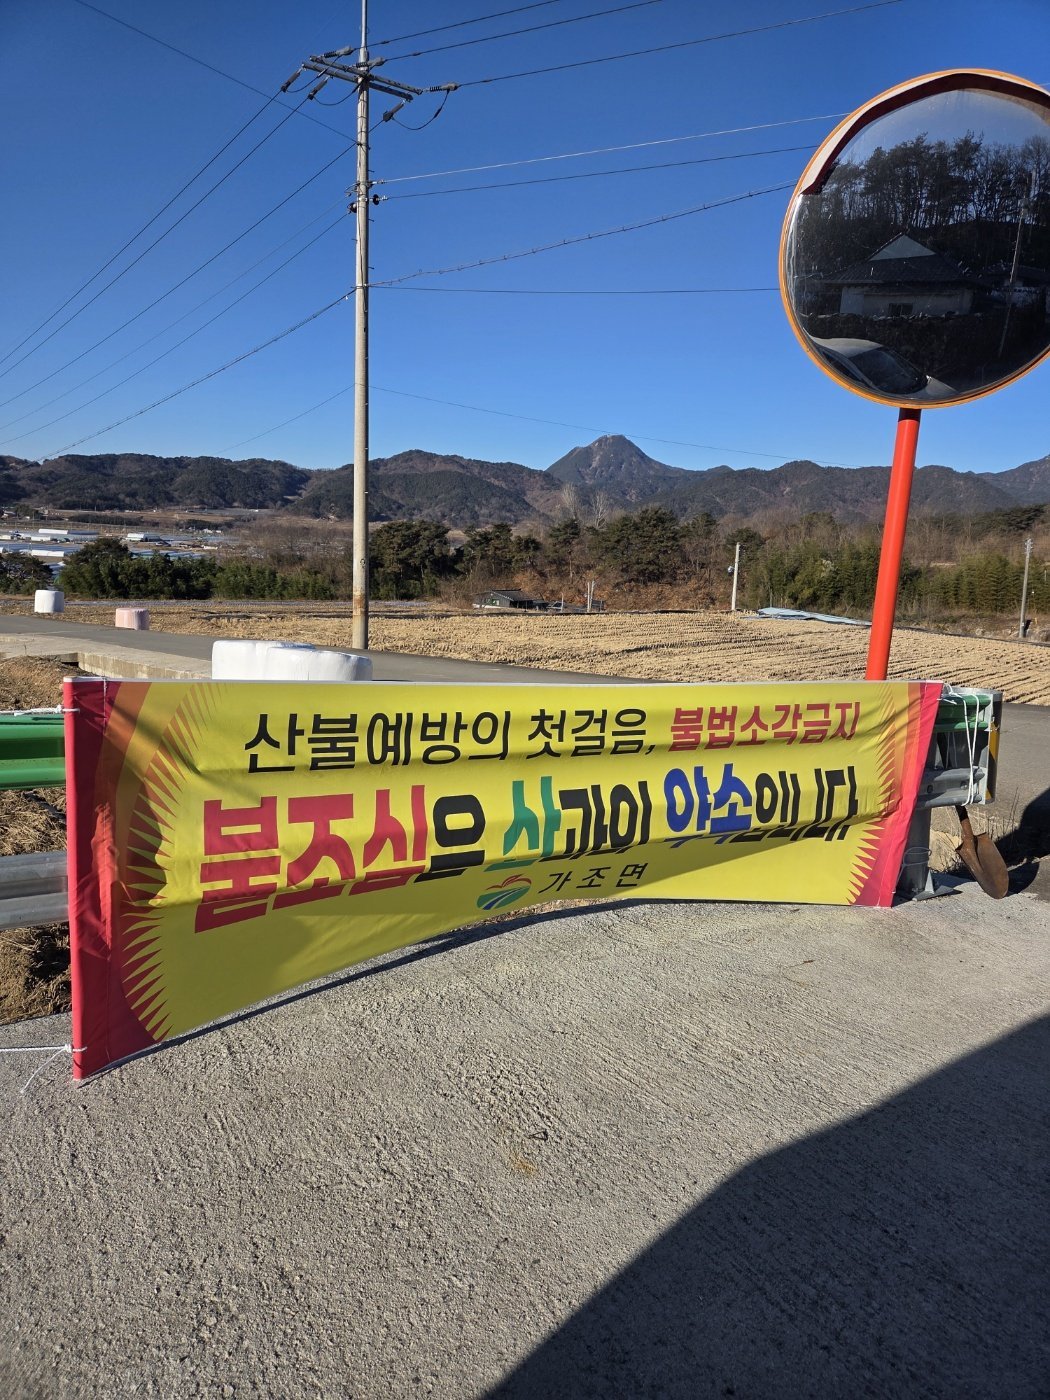 산불예방의 첫걸음, 불법소각금지
불조심은 산과의 약속입니다
가조면